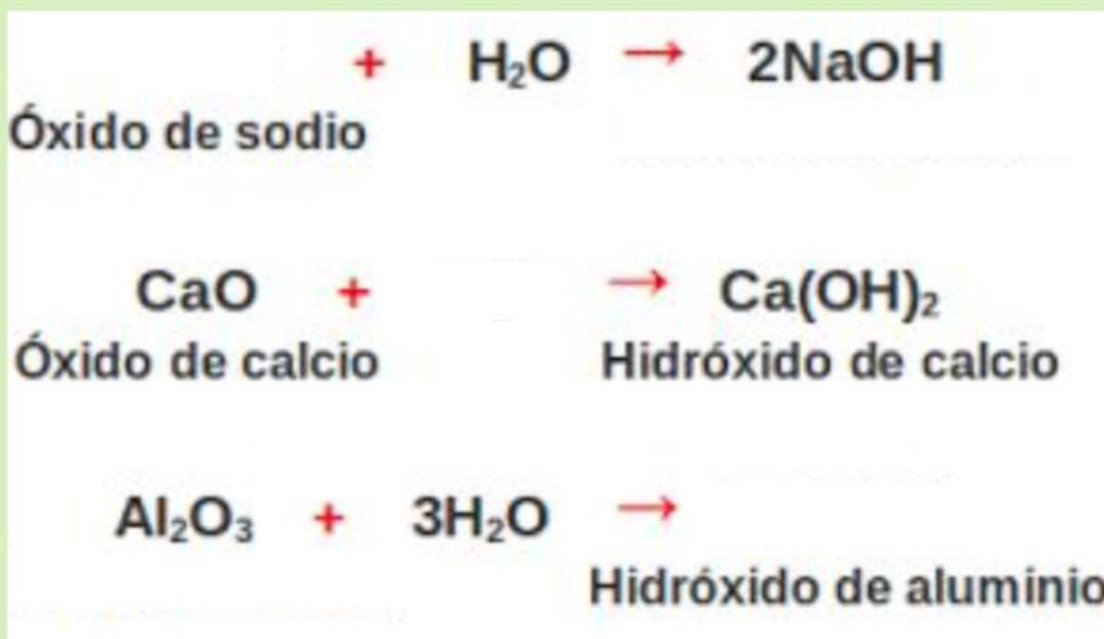 + H₂O → 2NaOH
Óxido de sodio
CaO + → Ca(OH)₂
Óxido de calcio Hidróxido de calcio
Al₂O₃ + 3H₂O →
Hidróxido de aluminio